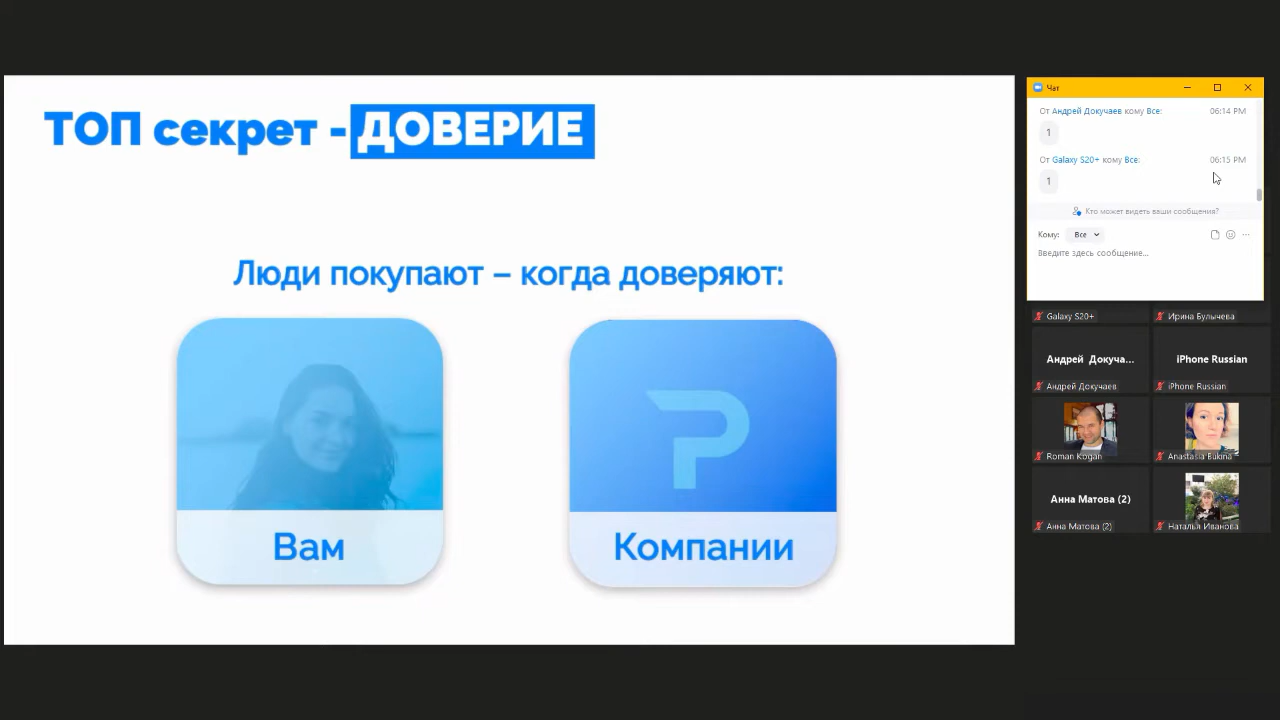 ТОП секрет - ДОВЕРИЕ
Люди покупают – когда доверяют:
Вам
Компании
Чат
От Андрей Докучаев кому Все: 06:14 PM
1
От Galaxy S20+ кому Все: 06:15 PM
1
Кто может видеть ваши сообщения?
Кому: Все
Введите здесь сообщение...
Galaxy S20+
Ирина Булычева
Андрей Докуча...
iPhone Russian
Андрей Докучаев
iPhone Russian
Roman Kogan
Anastasia Bukina
Анна Матова (2)
Анна Матова (2)
Наталья Иванова